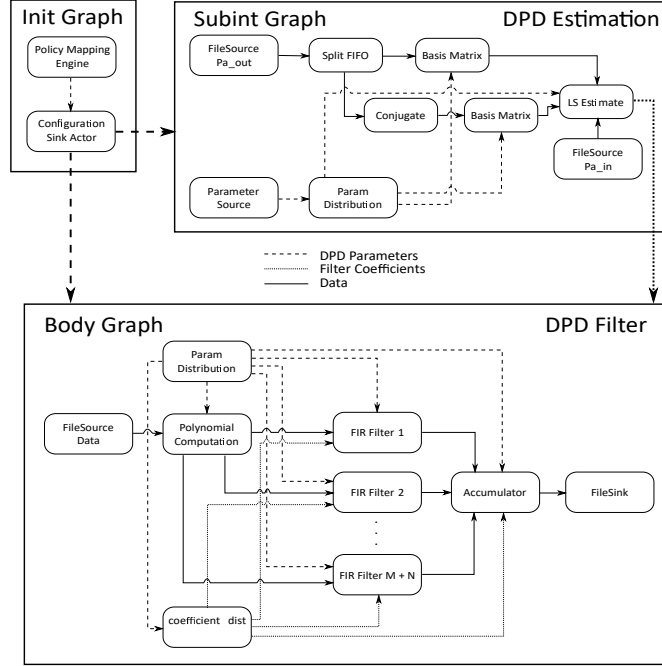 Init Graph
Policy Mapping
Engine
Configuration
Sink Actor
Subint Graph
DPD Estimation
FileSource
Pa_out
Split FIFO
Basis Matrix
LS Estimate
Conjugate
Basis Matrix
FileSource
Pa_in
Parameter
Source
Param
Distribution
DPD Parameters
Filter Coefficients
Data
Body Graph
DPD Filter
Param
Distribution
FileSource
Data
Polynomial
Computation
FIR Filter 1
FIR Filter 2
Accumulator
FileSink
FIR Filter M + N
coefficient dist